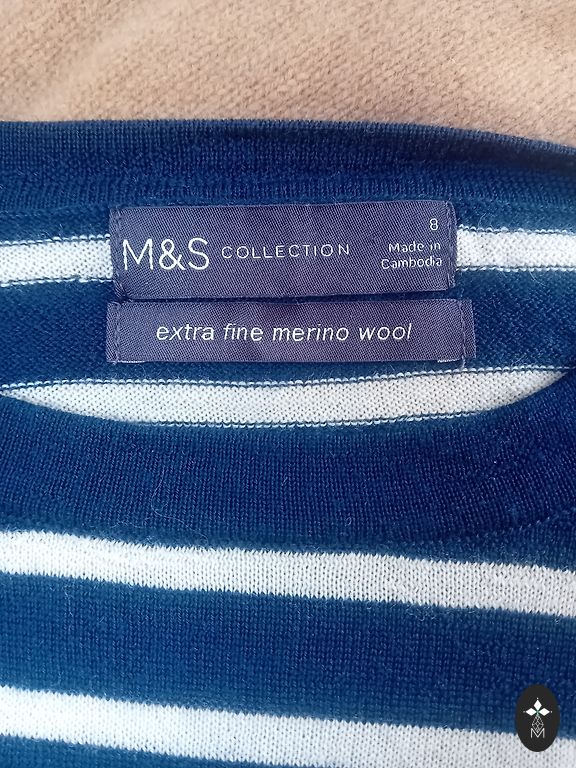 M&S COLLECTION
8
Made in
Cambodia
extra fine merino wool
M